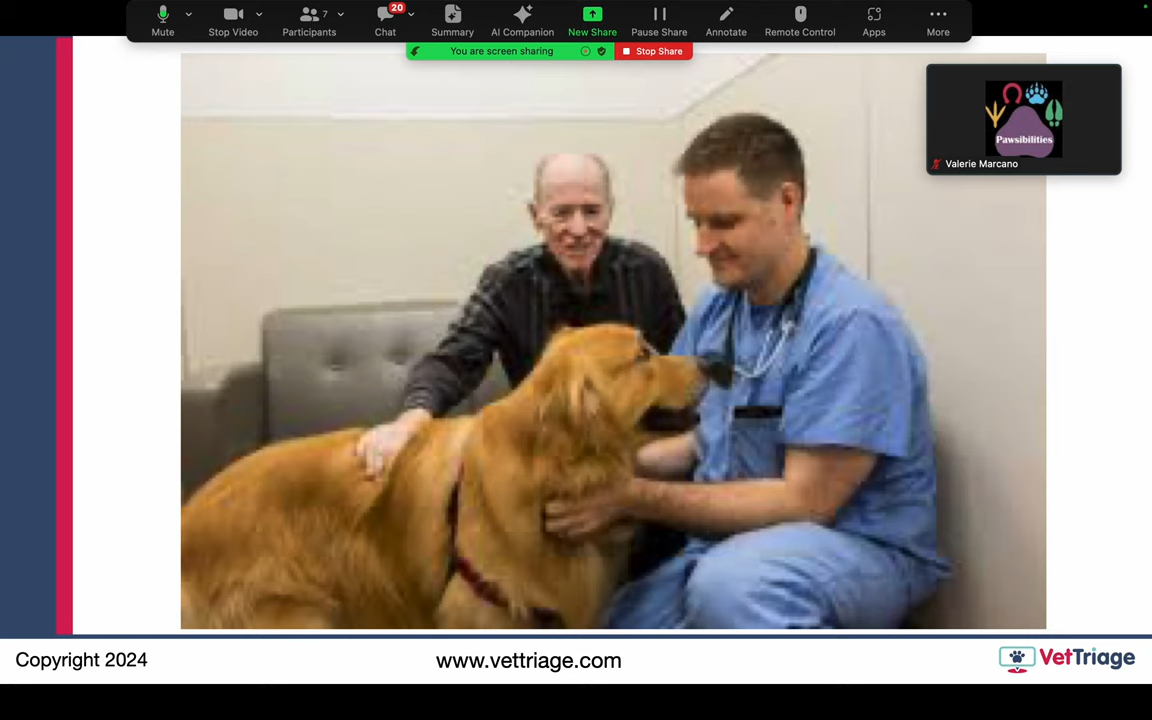 Mute
Stop Video
Participants
7
Chat
20
Summary
AI Companion
New Share
Pause Share
Annotate
Remote Control
Apps
More
You are screen sharing
Stop Share
Pawsibilities
Valerie Marcano
Copyright 2024
www.vettriage.com
VetTriage